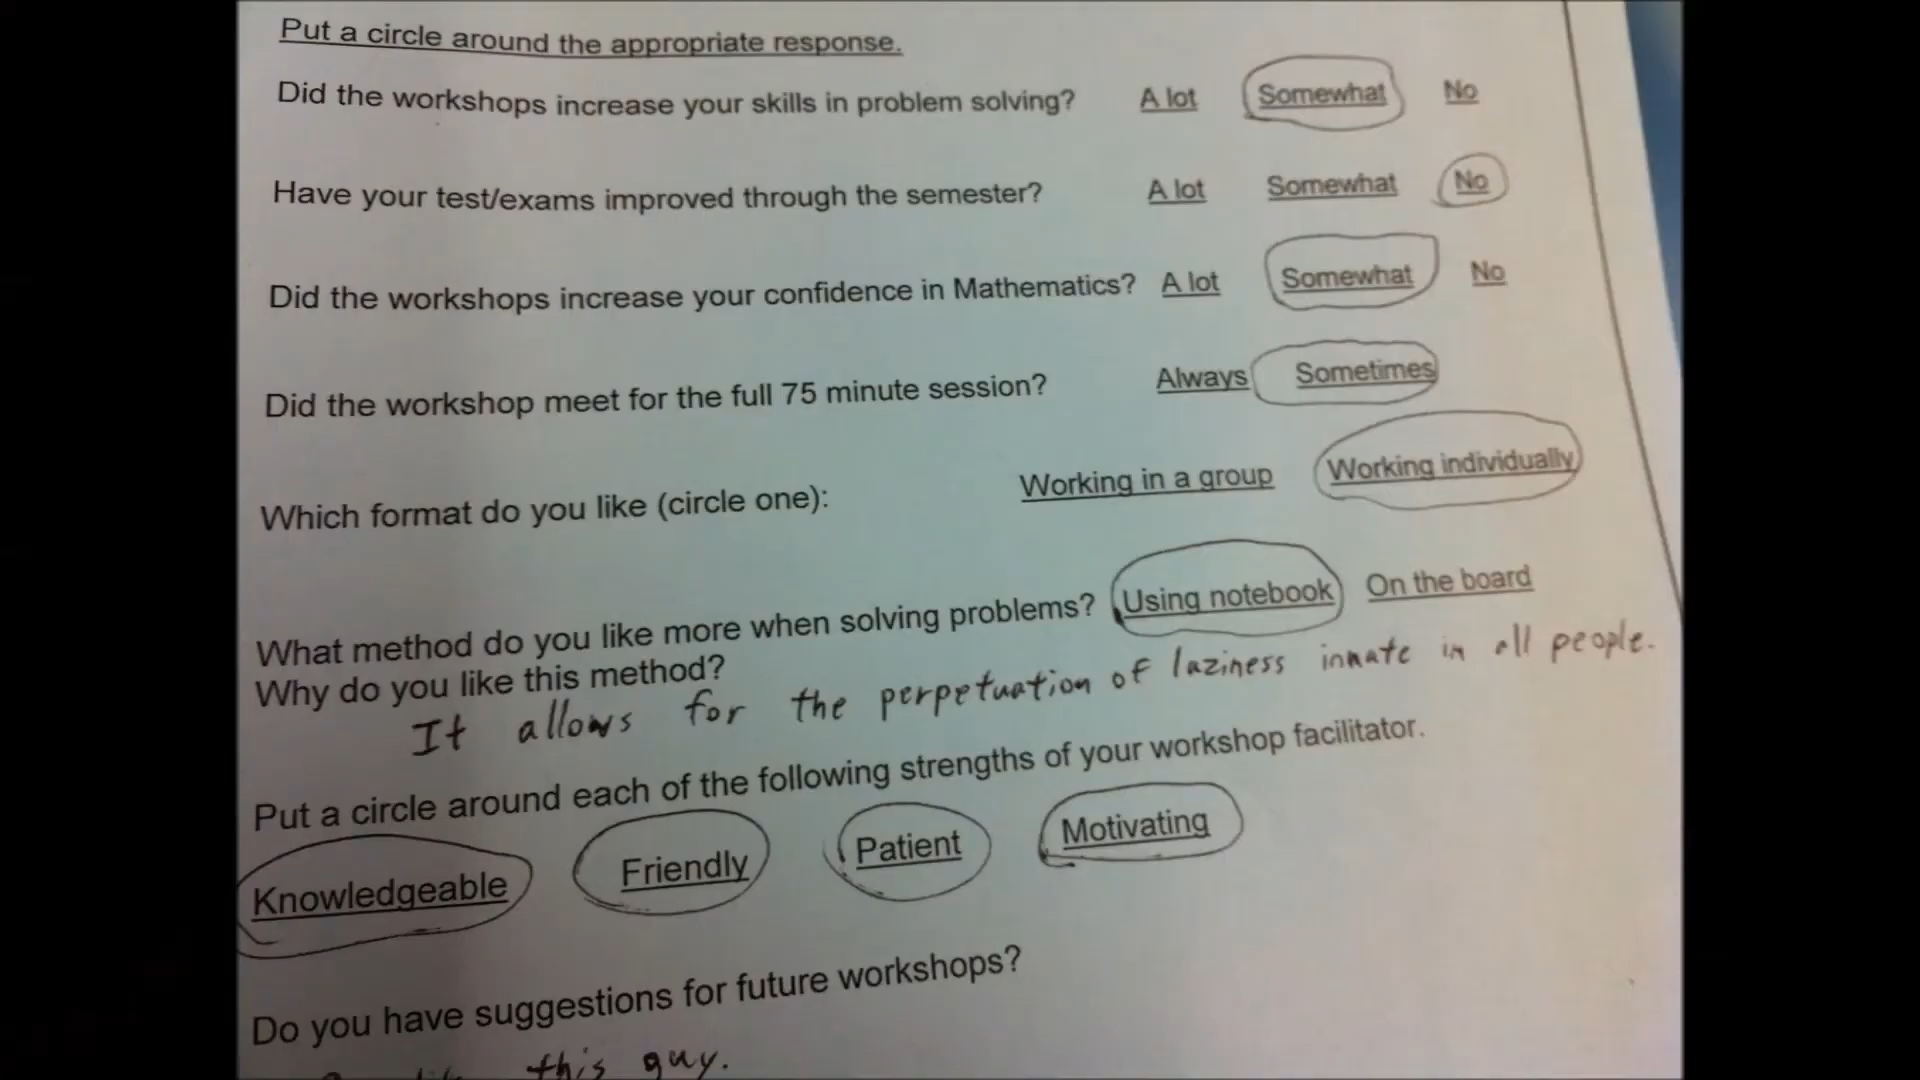 Put a circle around the appropriate response.
Did the workshops increase your skills in problem solving? A lot Somewhat No
Have your test/exams improved through the semester? A lot Somewhat No
Did the workshops increase your confidence in Mathematics? A lot Somewhat No
Did the workshop meet for the full 75 minute session? Always Sometimes
Which format do you like (circle one): Working in a group Working individually
What method do you like more when solving problems? Using notebook On the board
Why do you like this method?
It allows for the perpetuation of laziness innate in all people.
Put a circle around each of the following strengths of your workshop facilitator.
Knowledgeable Friendly Patient Motivating
Do you have suggestions for future workshops?
this guy.